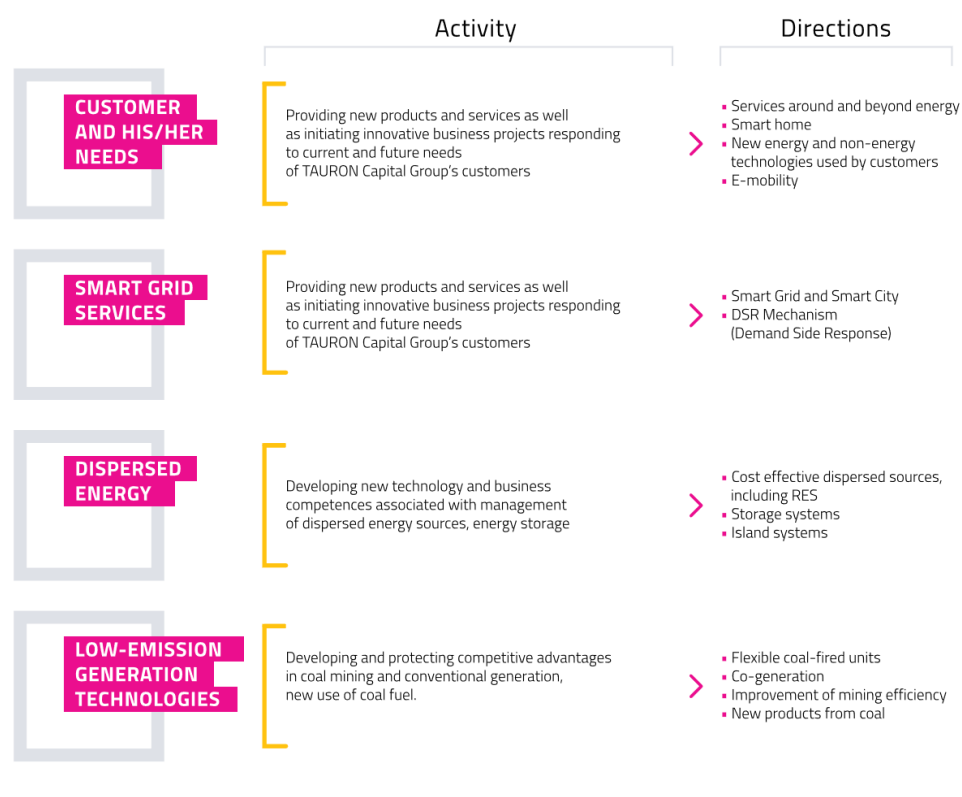 Activity
Directions
CUSTOMER
AND HIS/HER
NEEDS
Providing new products and services as well
as initiating innovative business projects responding
to current and future needs
of TAURON Capital Group's customers
▪ Services around and beyond energy
▪ Smart home
▪ New energy and non-energy
technologies used by customers
▪ E-mobility
SMART GRID
SERVICES
Providing new products and services as well
as initiating innovative business projects responding
to current and future needs
of TAURON Capital Group's customers
▪ Smart Grid and Smart City
▪ DSR Mechanism
(Demand Side Response)
DISPERSED
ENERGY
Developing new technology and business
competences associated with management
of dispersed energy sources, energy storage
▪ Cost effective dispersed sources,
including RES
▪ Storage systems
▪ Island systems
LOW-EMISSION
GENERATION
TECHNOLOGIES
Developing and protecting competitive advantages
in coal mining and conventional generation,
new use of coal fuel.
▪ Flexible coal-fired units
▪ Co-generation
▪ Improvement of mining efficiency
▪ New products from coal